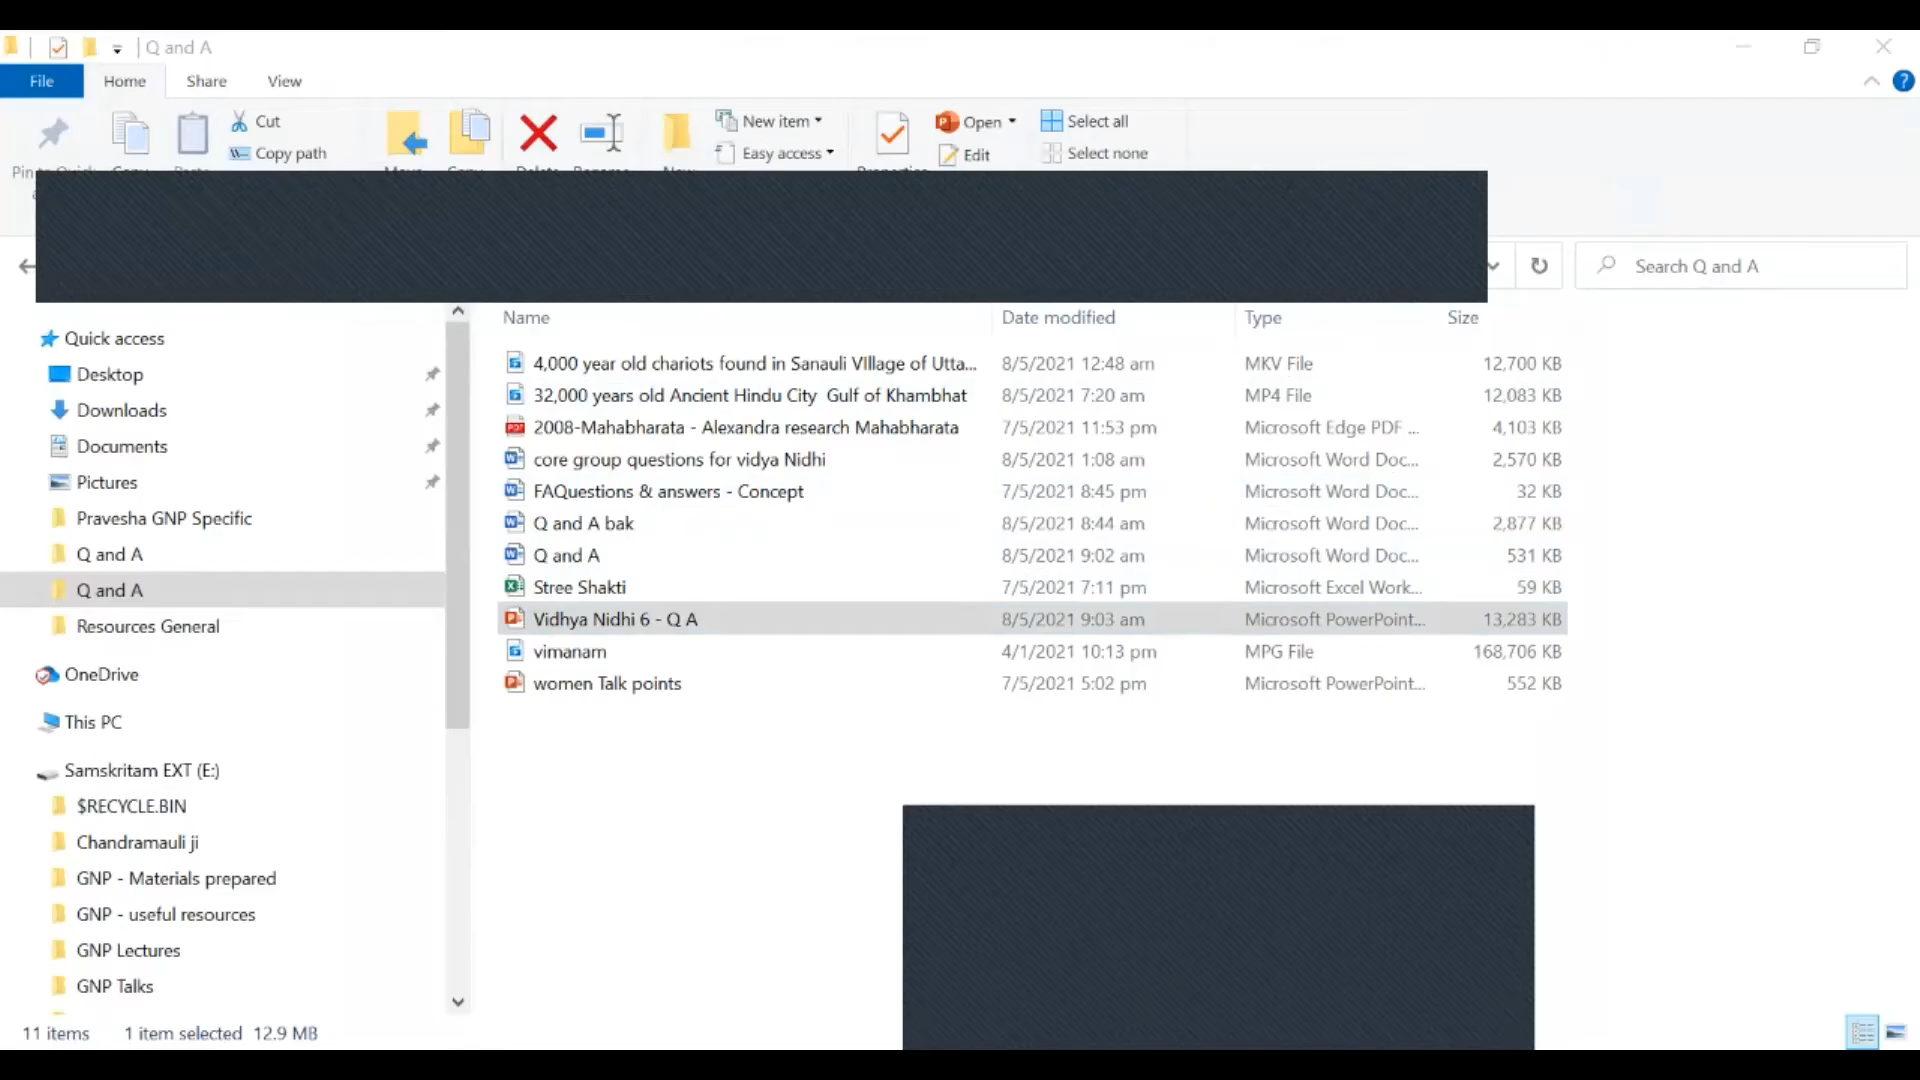 Q and A
File Home Share View
Cut
Copy path
New item
Easy access
Open
Edit
Select all
Select none
Search Q and A
Name Date modified Type Size
Quick access
Desktop
Downloads
Documents
Pictures
Pravesha GNP Specific
Q and A
Q and A
Resources General
OneDrive
This PC
Samskritam EXT (E:)
$RECYCLE.BIN
Chandramauli ji
GNP - Materials prepared
GNP - useful resources
GNP Lectures
GNP Talks
4,000 year old chariots found in Sanauli VIllage of Utta... 8/5/2021 12:48 am MKV File 12,700 KB
32,000 years old Ancient Hindu City Gulf of Khambhat 8/5/2021 7:20 am MP4 File 12,083 KB
2008-Mahabharata - Alexandra research Mahabharata 7/5/2021 11:53 pm Microsoft Edge PDF ... 4,103 KB
core group questions for vidya Nidhi 8/5/2021 1:08 am Microsoft Word Doc... 2,570 KB
FAQuestions & answers - Concept 7/5/2021 8:45 pm Microsoft Word Doc... 32 KB
Q and A bak 8/5/2021 8:44 am Microsoft Word Doc... 2,877 KB
Q and A 8/5/2021 9:02 am Microsoft Word Doc... 531 KB
Stree Shakti 7/5/2021 7:11 pm Microsoft Excel Work... 59 KB
Vidhya Nidhi 6 - Q A 8/5/2021 9:03 am Microsoft PowerPoint... 13,283 KB
vimanam 4/1/2021 10:13 pm MPG File 168,706 KB
women Talk points 7/5/2021 5:02 pm Microsoft PowerPoint... 552 KB
11 items 1 item selected 12.9 MB